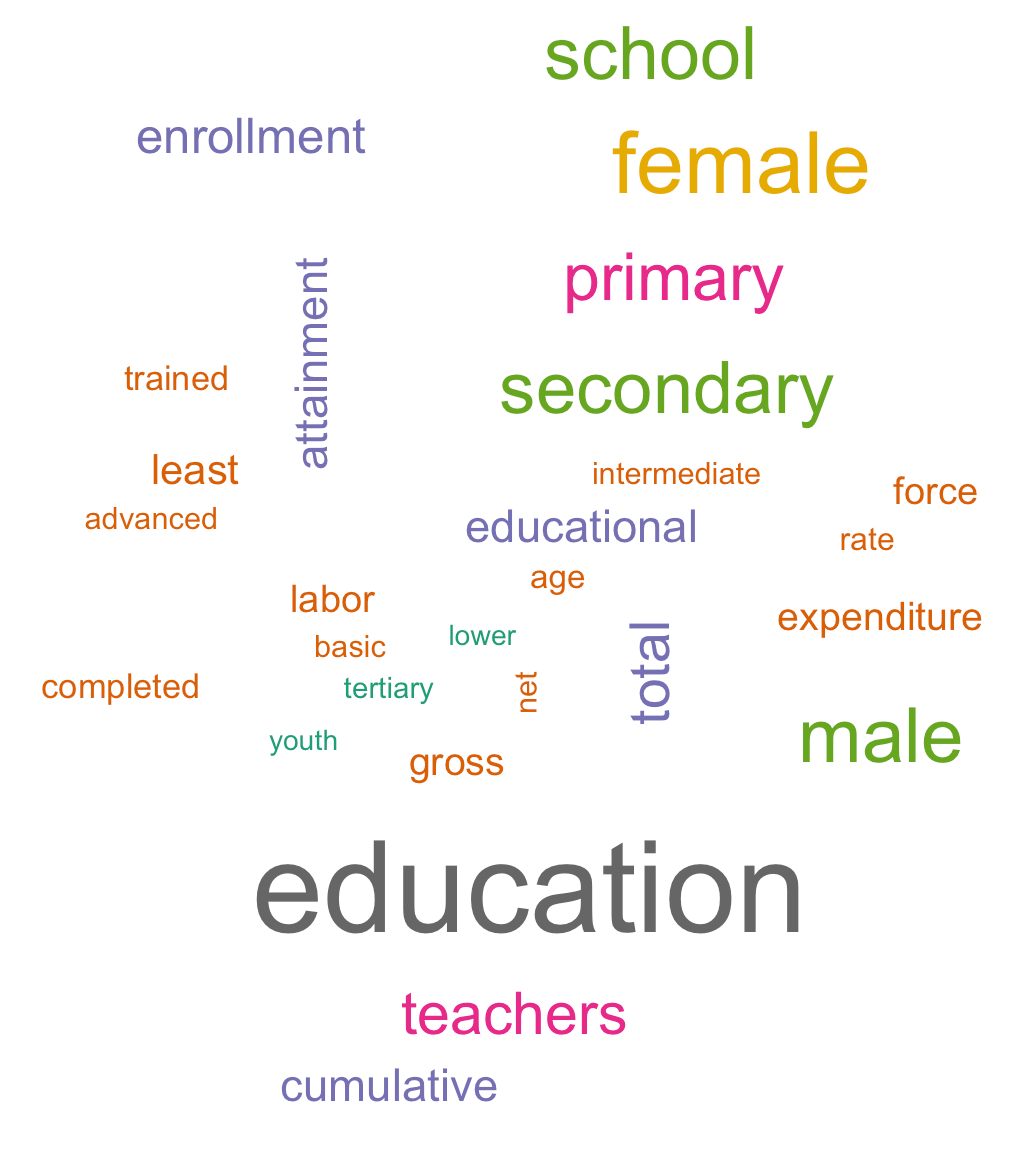 school
enrollment
female
primary
attainment
trained
secondary
least
intermediate
force
advanced
educational
rate
age
labor
expenditure
lower
basic
total
completed
tertiary
net
youth
male
gross
education
teachers
cumulative